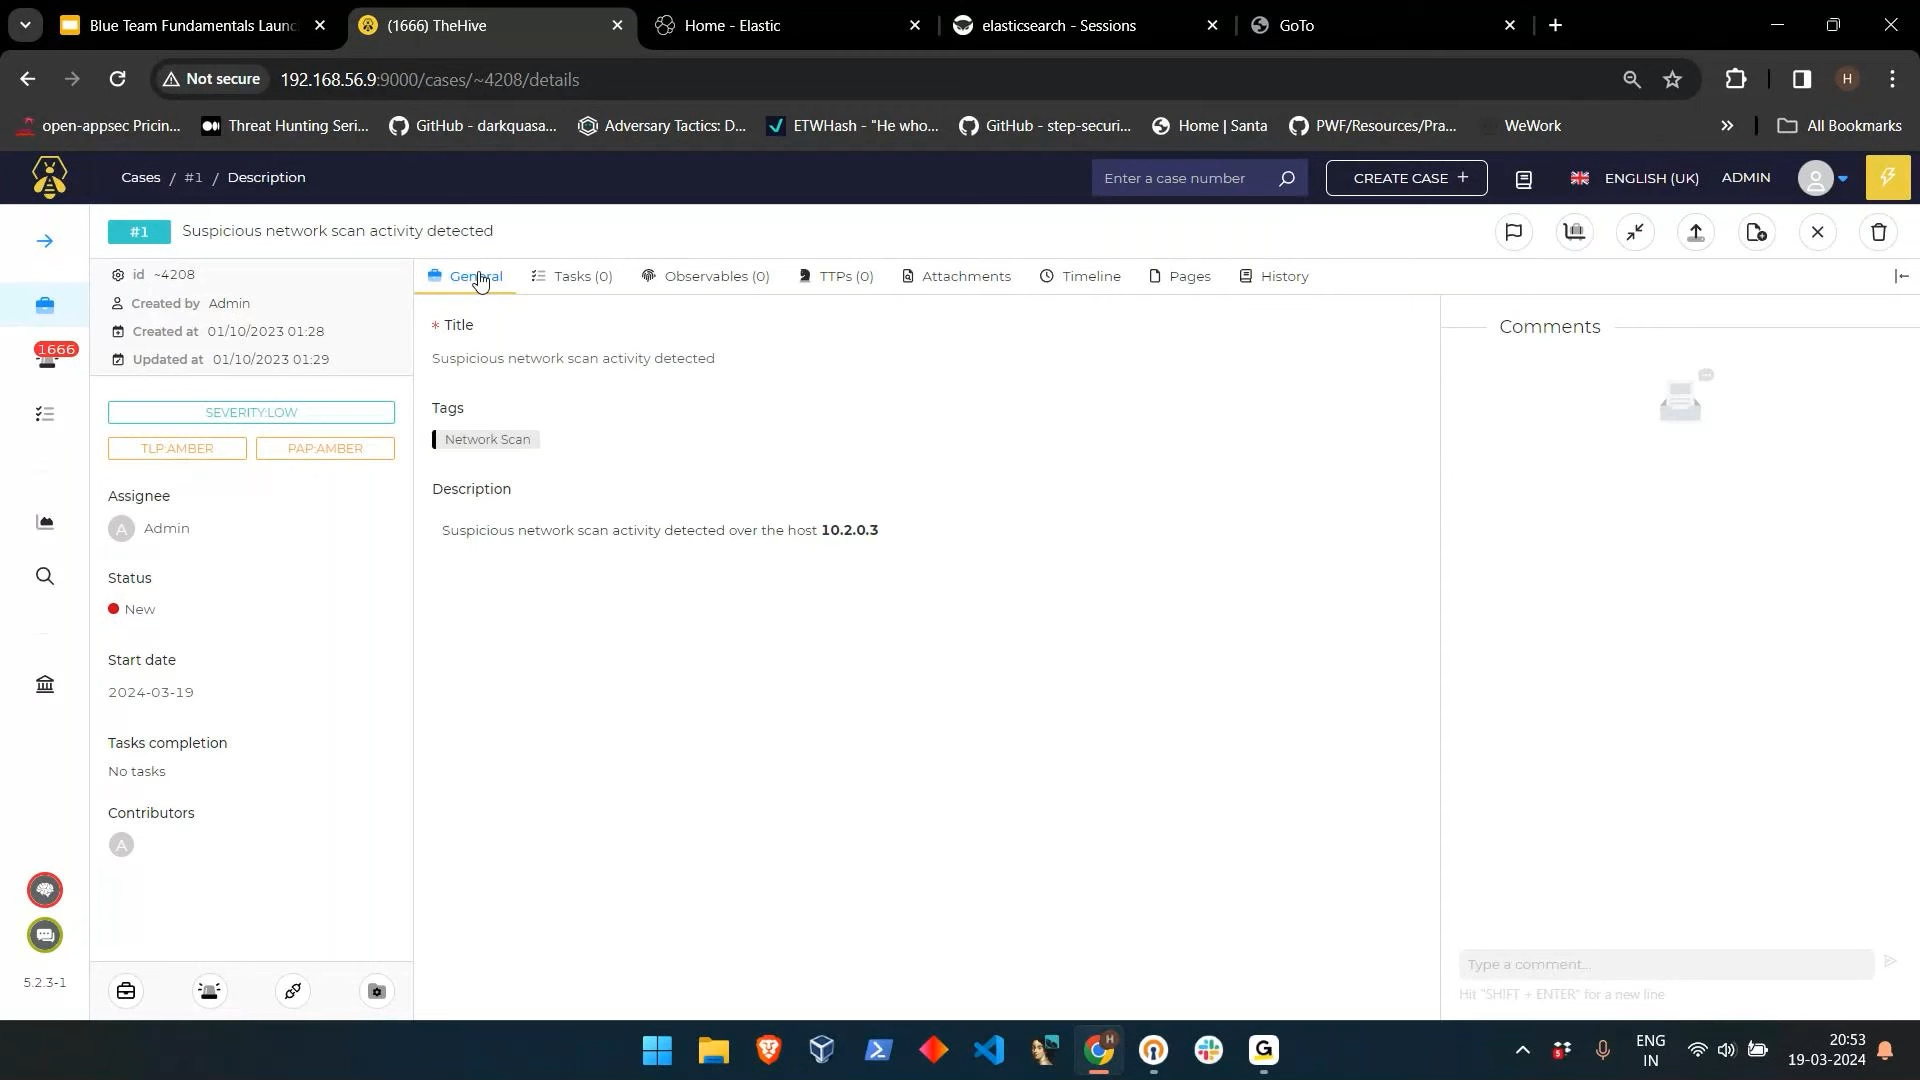 Blue Team Fundamentals Launc
(1666) TheHive
Home - Elastic
elasticsearch - Sessions
GoTo
Not secure
192.168.56.9:9000/cases/~4208/details
H
open-appsec Pricin...
Threat Hunting Seri...
GitHub - darkquasa...
Adversary Tactics: D...
ETWHash - "He who...
GitHub - step-securi...
Home | Santa
PWF/Resources/Pra...
WeWork
All Bookmarks
Cases / #1 / Description
Enter a case number
CREATE CASE +
ENGLISH (UK)
ADMIN
#1
Suspicious network scan activity detected
id ~4208
Created by Admin
Created at 01/10/2023 01:28
Updated at 01/10/2023 01:29
1666
General
Tasks (0)
Observables (0)
TTPs (0)
Attachments
Timeline
Pages
History
SEVERITY:LOW
TLP:AMBER
PAP:AMBER
Assignee
A Admin
Status
New
Start date
2024-03-19
Tasks completion
No tasks
Contributors
A
* Title
Suspicious network scan activity detected
Tags
Network Scan
Description
Suspicious network scan activity detected over the host 10.2.0.3
Comments
Type a comment...
Hit "SHIFT + ENTER" for a new line
5.2.3-1
H
G
5
ENG
IN
20:53
19-03-2024